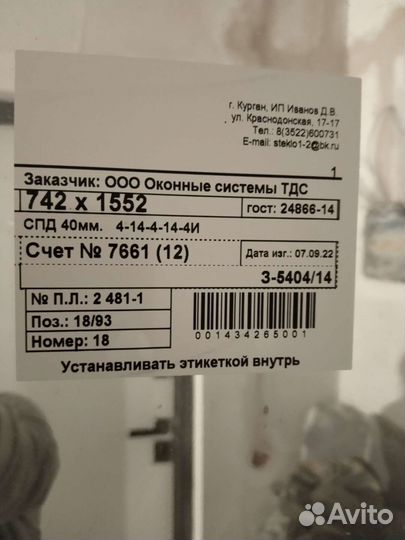 г. Курган, ИП Иванов Д.В.
ул. Краснодонская, 17-17
Тел.: 8(3522)600731
E-mail: steklo1-2@bk.ru
1
Заказчик: ООО Оконные системы ТДС
742 x 1552 гост: 24866-14
СПД 40мм. 4-14-4-14-4И
Счет № 7661 (12) Дата изг.: 07.09.22
З-5404/14
№ П.Л.: 2 481-1
Поз.: 18/93
Номер: 18
001434265001
Устанавливать этикеткой внутрь
Avito